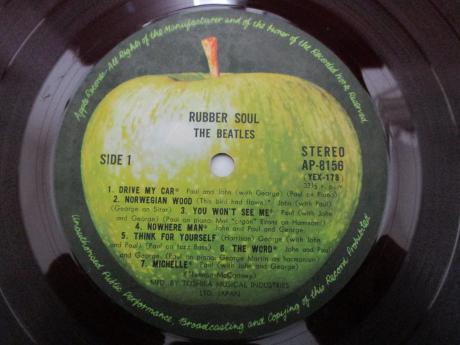 Apple Records · All Rights of the Manufacturer and of the Owner of the Recorded Work Reserved
RUBBER SOUL
THE BEATLES
SIDE 1
STEREO
AP-8156
(YEX-178)
33⅓ r.p.m.
1. DRIVE MY CAR* Paul and John (with George) (Paul on Piano)
2. NORWEGIAN WOOD (This bird has flown)* John (with Paul)
(George on Sitar) 3. YOU WON'T SEE ME* Paul (with John
and George) (Paul on piano Mal "organ" Evans on Hamson)
4. NOWHERE MAN* John and Paul and George
5. THINK FOR YOURSELF (Harrison) George (with John
and Paul) (Paul on fuzz Bass) 6. THE WORD* John and Paul
and George. (Paul on piano George Martin on harmonium)
7. MICHELLE* Paul (with John and George)
*(Lennon-McCartney)
MFD. BY TOSHIBA MUSICAL INDUSTRIES
LTD. JAPAN
Unauthorised Public Performance, Broadcasting and Copying of this Record Prohibited